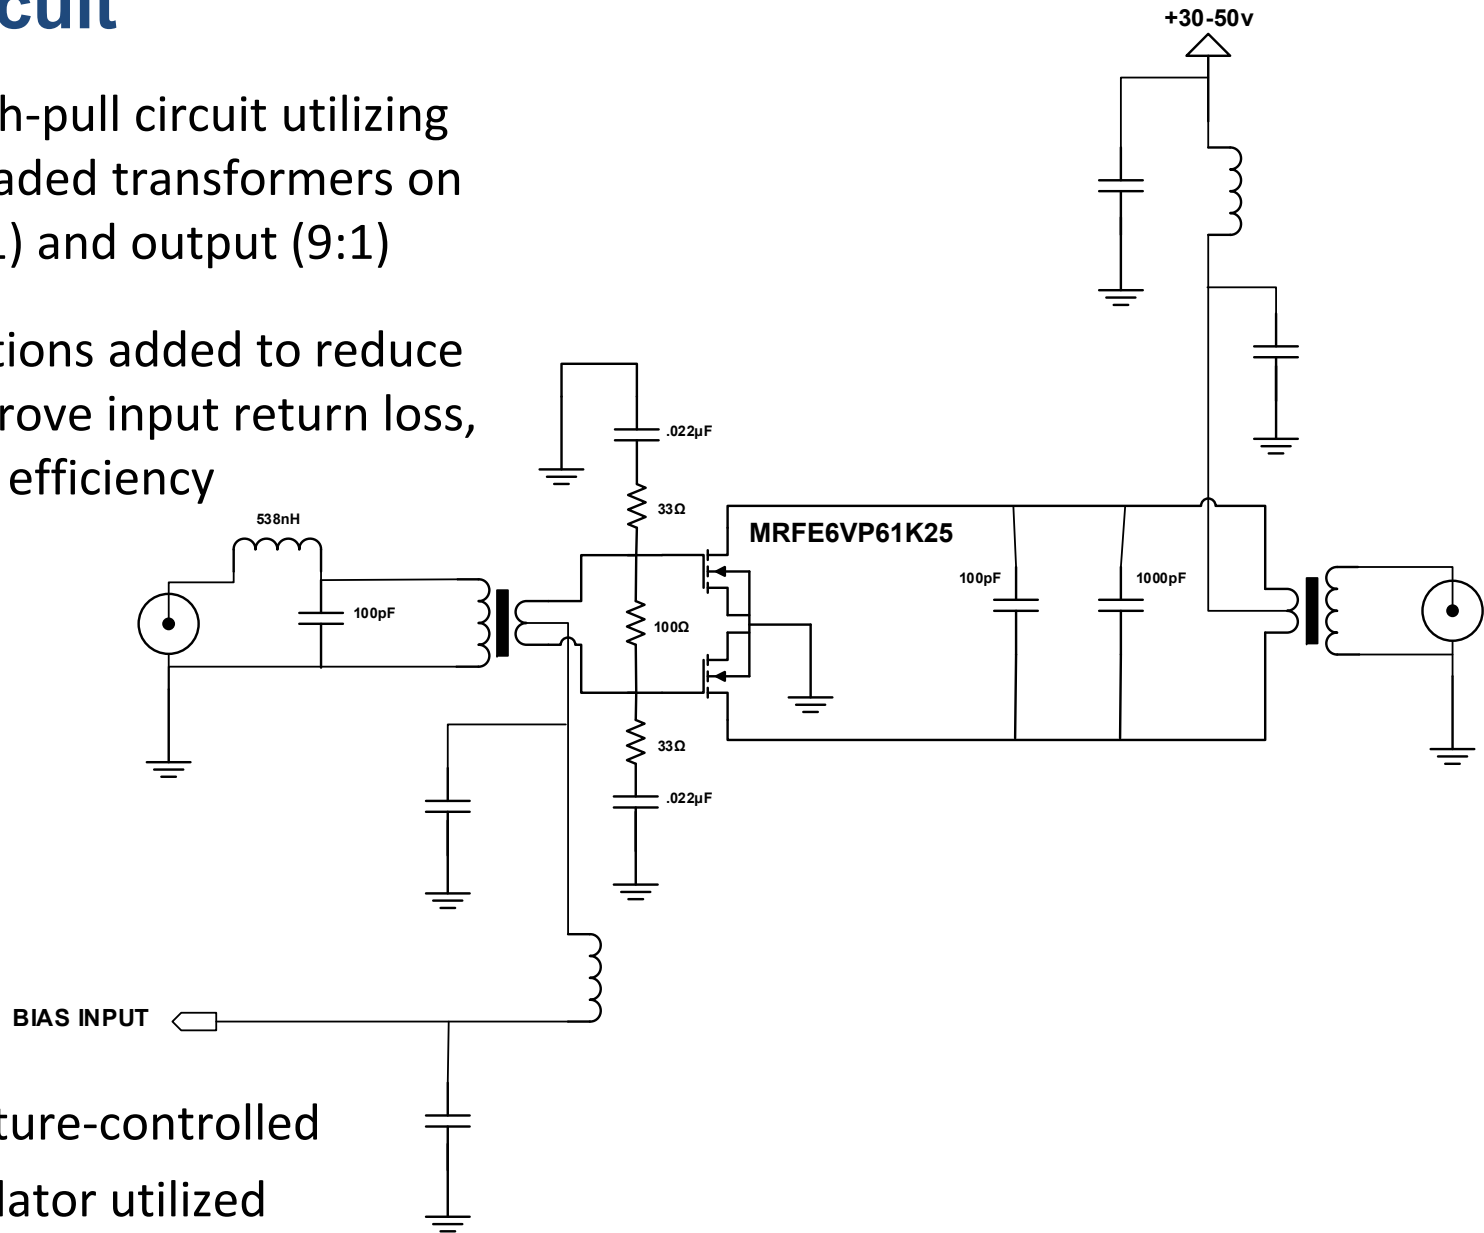 cuit
h-pull circuit utilizing
aded transformers on
1) and output (9:1)
tions added to reduce
rove input return loss,
efficiency
+30-50v
.022µF
33Ω
MRFE6VP61K25
538nH
100pF
100Ω
100pF
1000pF
33Ω
.022µF
BIAS INPUT
ture-controlled
lator utilized